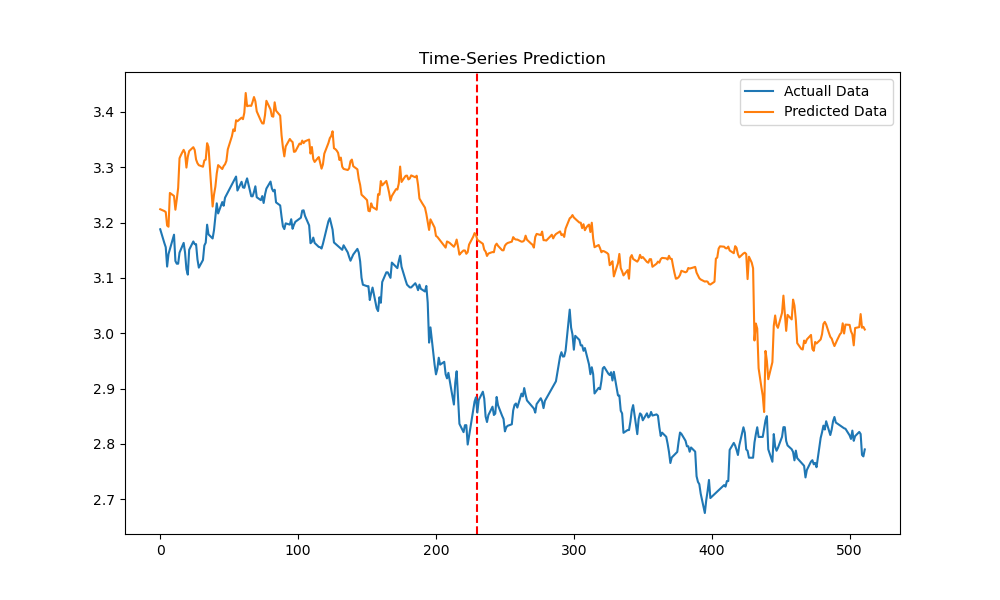 Time-Series Prediction
Actuall Data
Predicted Data
3.4
3.3
3.2
3.1
3.0
2.9
2.8
2.7
0 100 200 300 400 500